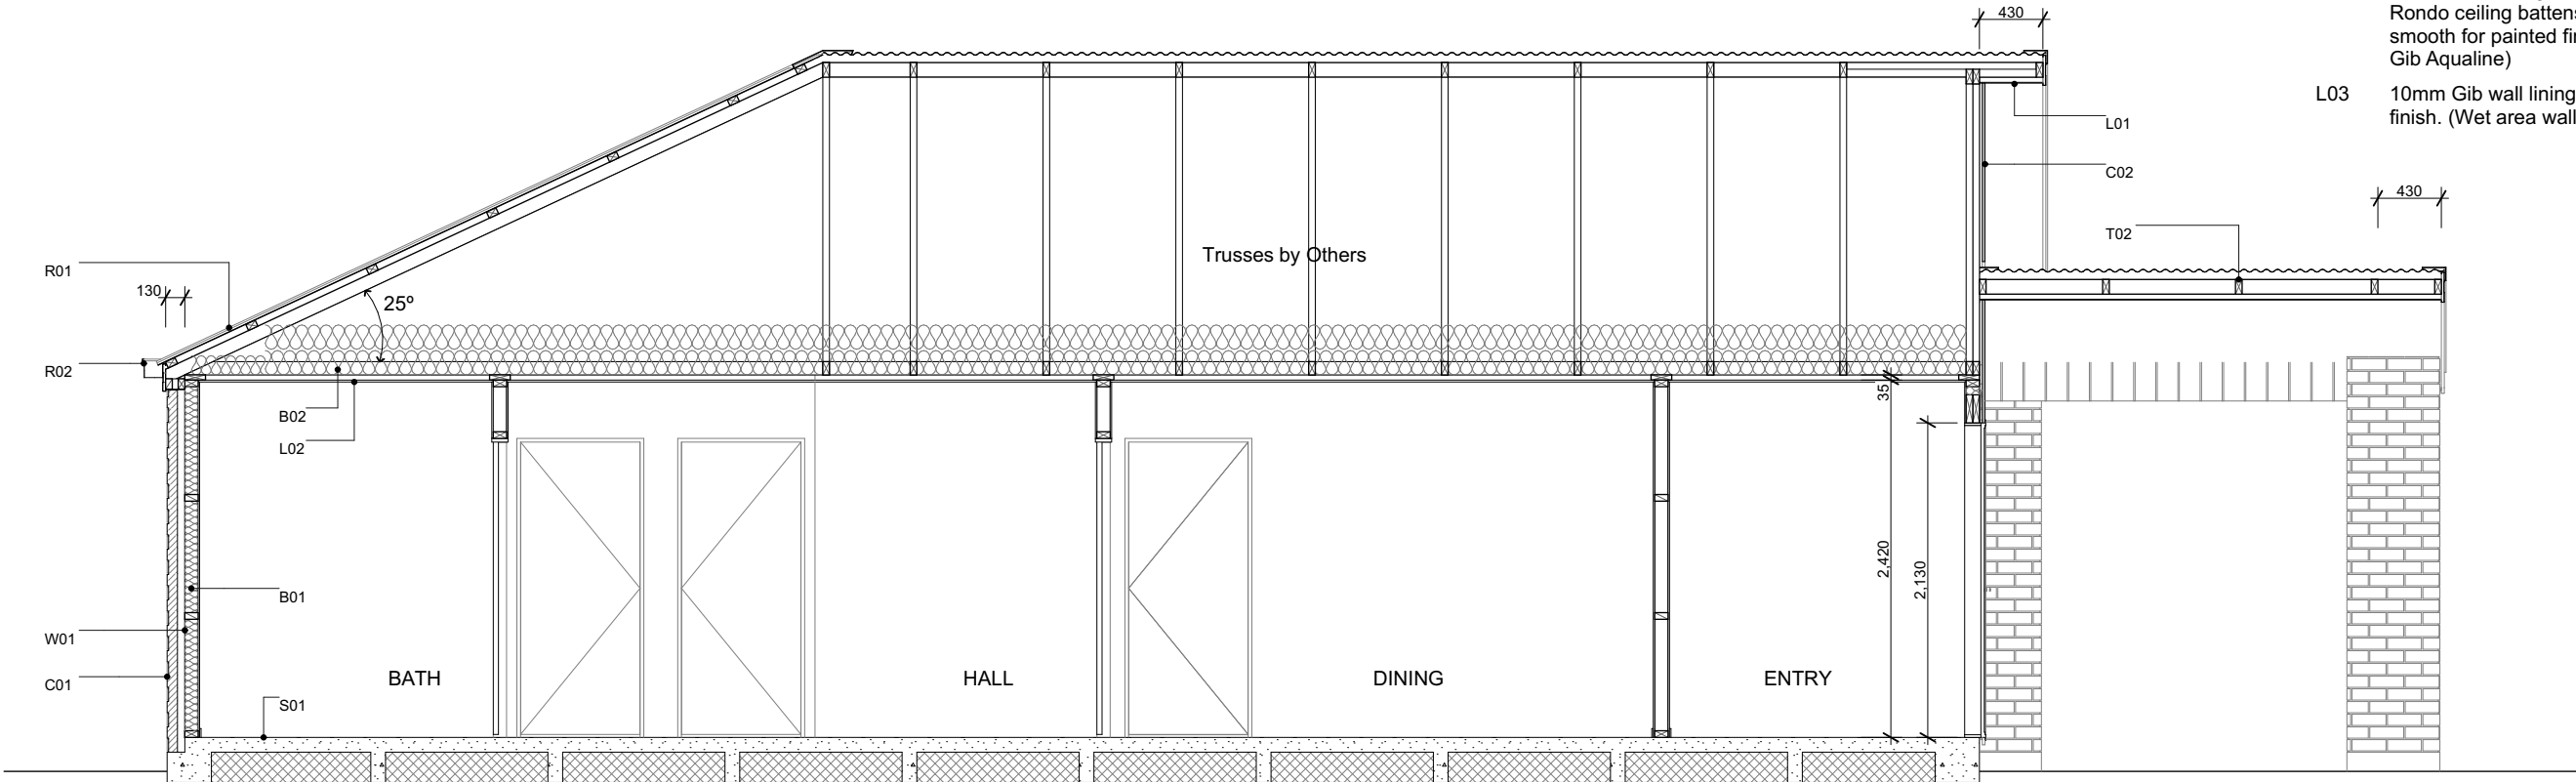 430
Rondo ceiling battens
smooth for painted fi
Gib Aqualine)
L03 10mm Gib wall lining
finish. (Wet area wall
L01
C02
430
T02
Trusses by Others
R01
130
25º
R02
35
B02
L02
2,420
2,130
B01
W01
BATH
HALL
DINING
ENTRY
C01
S01